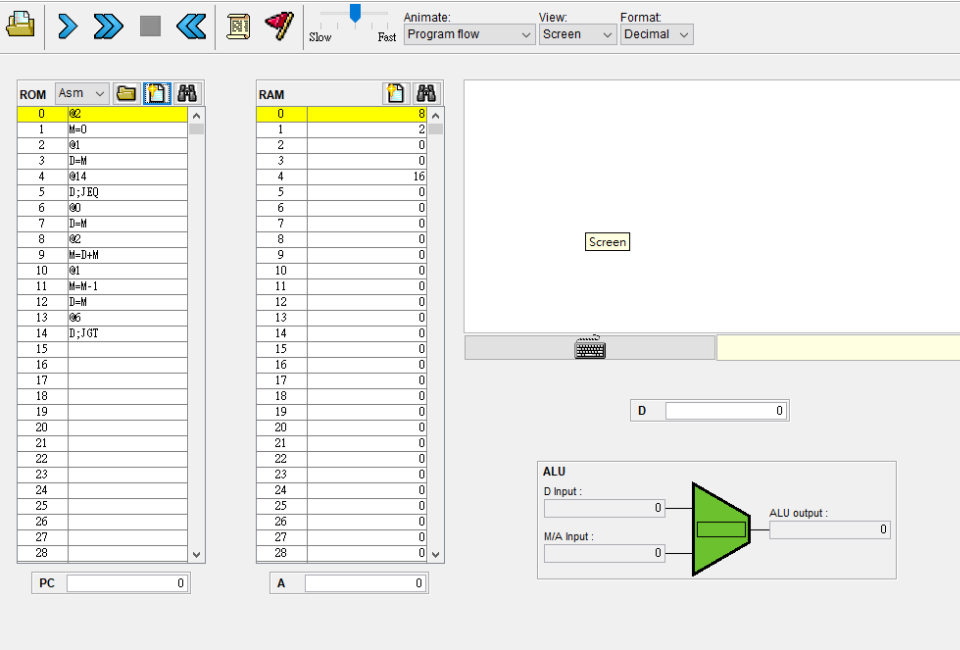 Slow
Fast
Animate:
Program flow
View:
Screen
Format:
Decimal
ROM Asm
0 @2
1 M=0
2 @1
3 D=M
4 @14
5 D;JEQ
6 @0
7 D=M
8 @2
9 M=D+M
10 @1
11 M=M-1
12 D=M
13 @6
14 D;JGT
15
16
17
18
19
20
21
22
23
24
25
26
27
28
PC 0
RAM
0 8
1 2
2 0
3 0
4 16
5 0
6 0
7 0
8 0
9 0
10 0
11 0
12 0
13 0
14 0
15 0
16 0
17 0
18 0
19 0
20 0
21 0
22 0
23 0
24 0
25 0
26 0
27 0
28 0
A 0
Screen
D 0
ALU
D Input :
0
M/A Input :
0
ALU output :
0